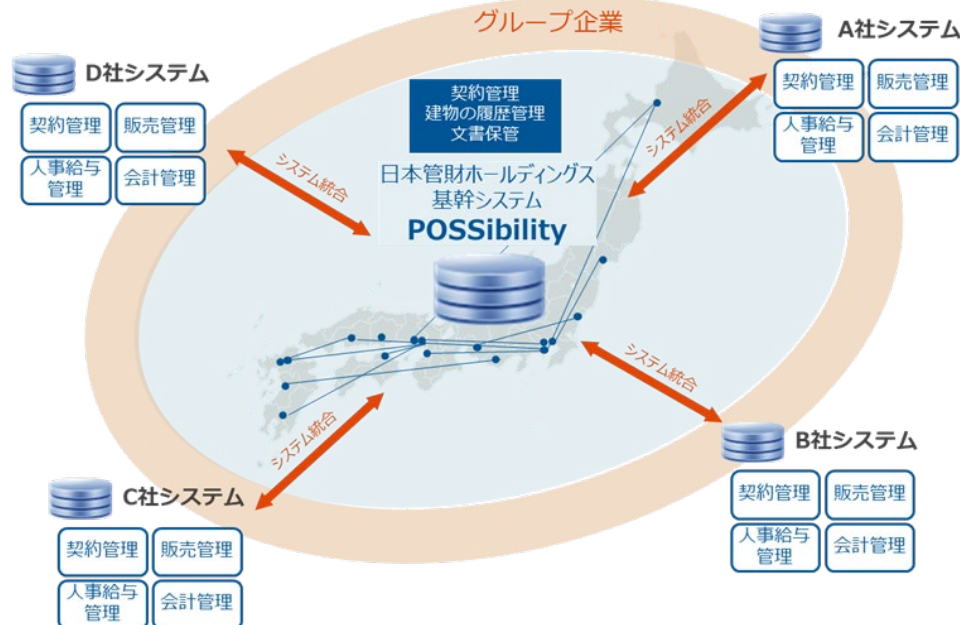 グループ企業
A社システム
契約管理
販売管理
人事給与
管理
会計管理
D社システム
契約管理
販売管理
人事給与
管理
会計管理
契約管理
建物の履歴管理
文書保管
日本管財ホールディングス
基幹システム
POSSibility
システム統合
システム統合
システム統合
システム統合
B社システム
契約管理
販売管理
人事給与
管理
会計管理
C社システム
契約管理
販売管理
人事給与
管理
会計管理